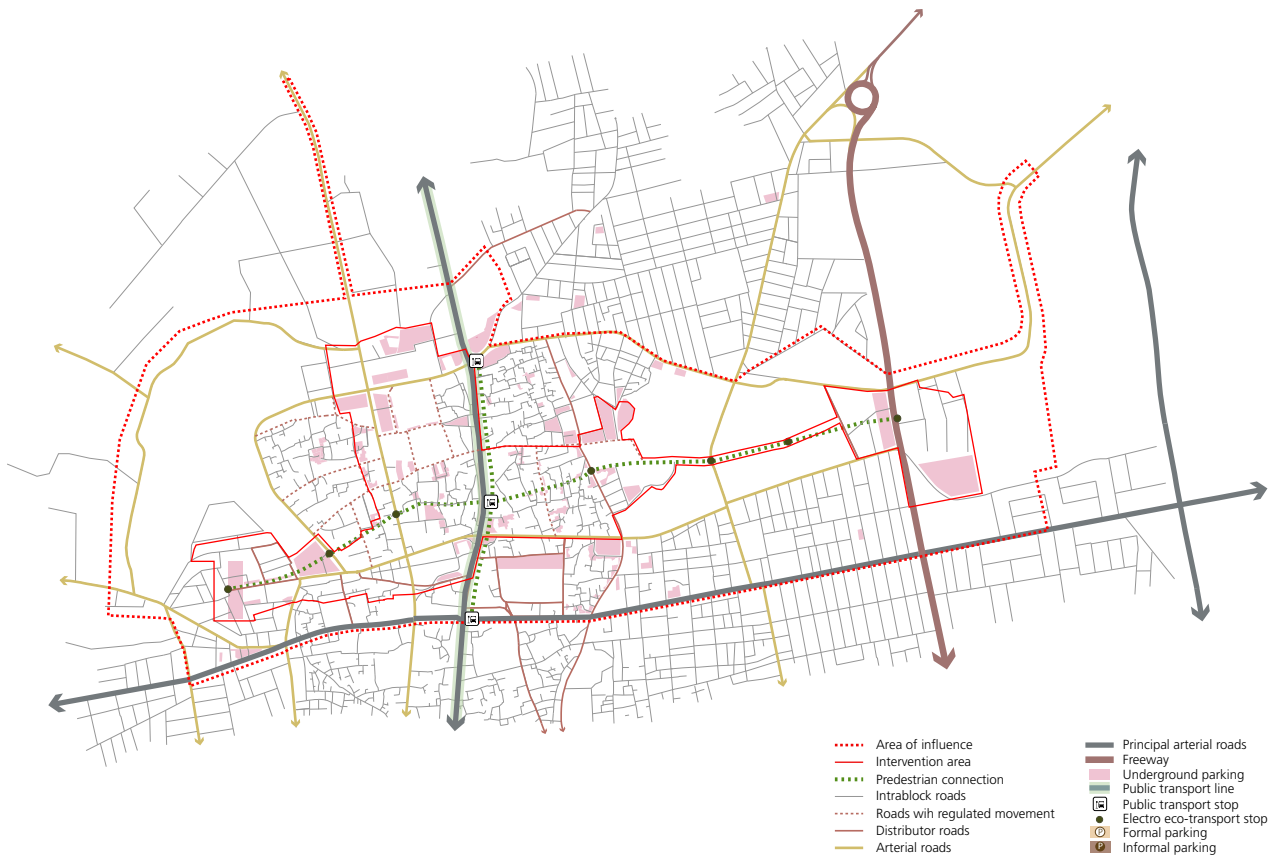 Area of influence
Intervention area
Pedestrian connection
Intrablock roads
Roads wih regulated movement
Distributor roads
Arterial roads
Principal arterial roads
Freeway
Underground parking
Public transport line
Public transport stop
Electro eco-transport stop
P Formal parking
P Informal parking